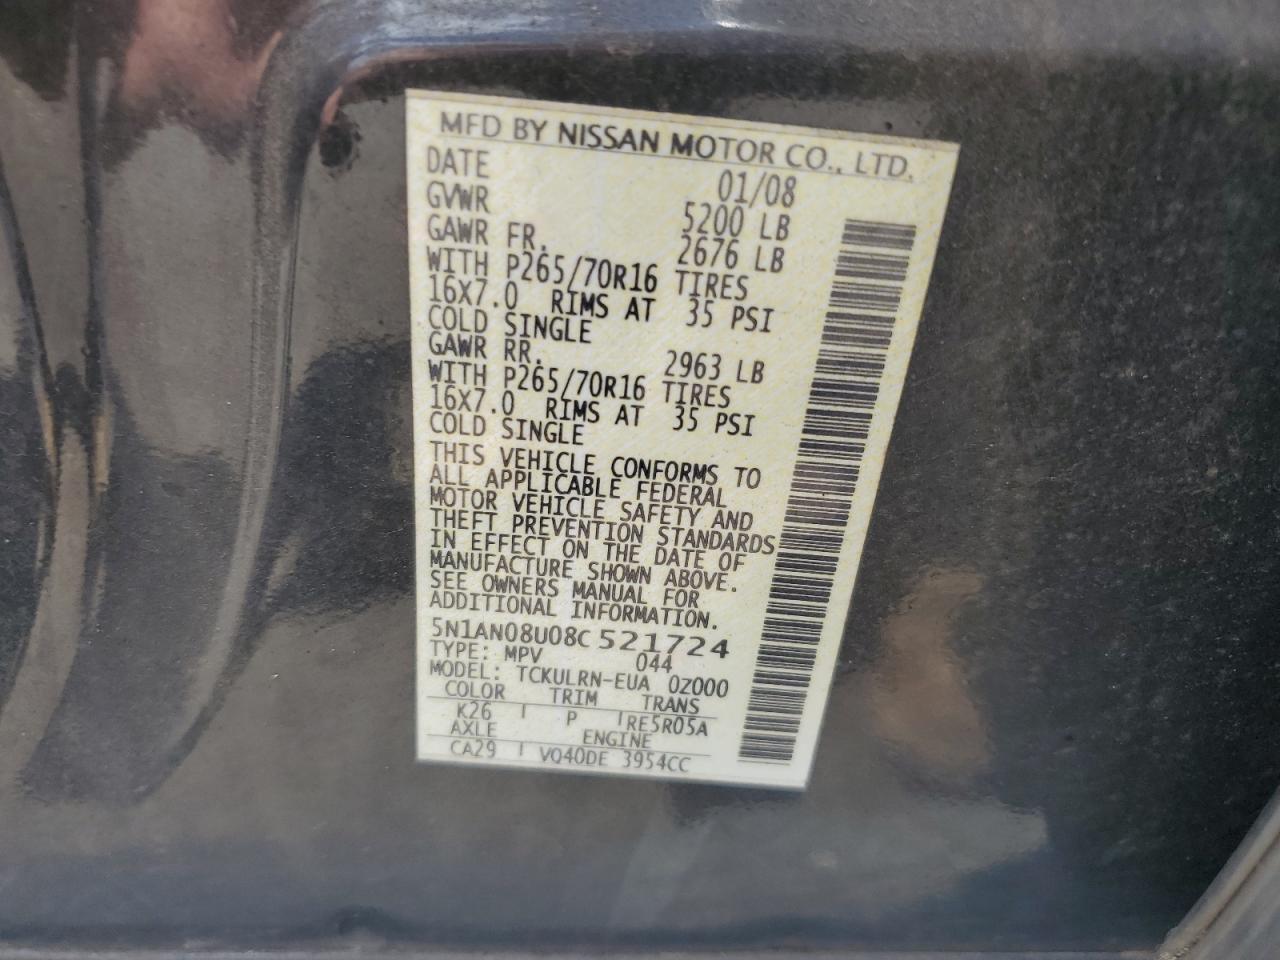 MFD BY NISSAN MOTOR CO., LTD.
DATE 01/08
GVWR 5200 LB
GAWR FR. 2676 LB
WITH P265/70R16 TIRES
16X7.0 RIMS AT 35 PSI
COLD SINGLE
GAWR RR. 2963 LB
WITH P265/70R16 TIRES
16X7.0 RIMS AT 35 PSI
COLD SINGLE
THIS VEHICLE CONFORMS TO
ALL APPLICABLE FEDERAL
MOTOR VEHICLE SAFETY AND
THEFT PREVENTION STANDARDS
IN EFFECT ON THE DATE OF
MANUFACTURE SHOWN ABOVE.
SEE OWNERS MANUAL FOR
ADDITIONAL INFORMATION.
5N1AN08U08C521724
TYPE: MPV 044
MODEL: TCKULRN-EUA 0Z000
COLOR TRIM TRANS
K26 | P |RE5R05A
AXLE ENGINE
CA29 | VQ40DE 3954CC